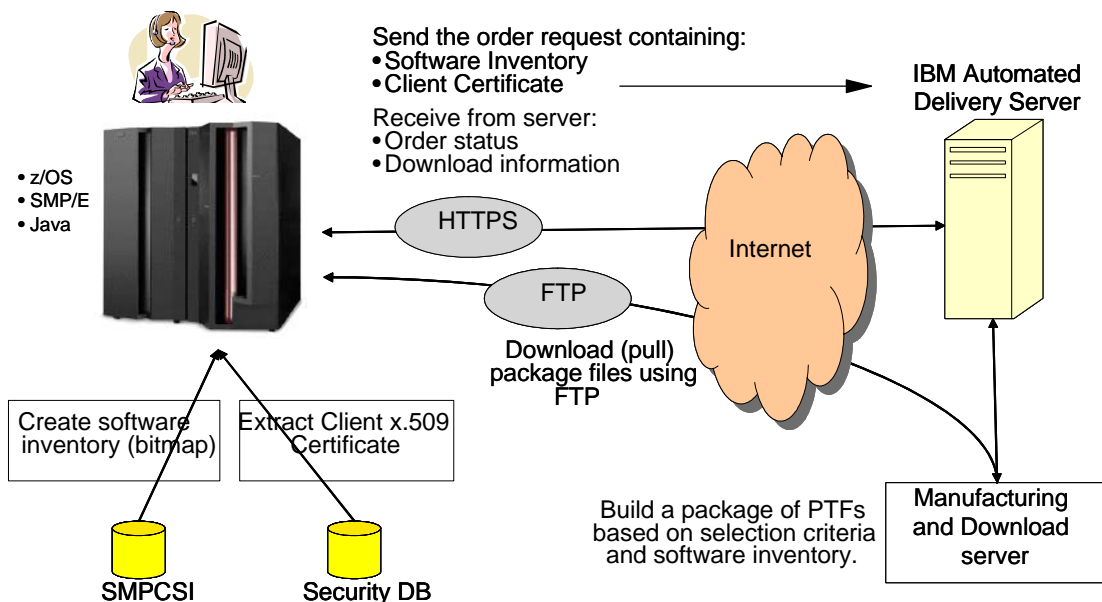 Send the order request containing:
•Software Inventory
•Client Certificate
Receive from server:
•Order status
•Download information
IBM Automated
Delivery Server
• z/OS
• SMP/E
• Java
HTTPS
Internet
FTP
Download (pull)
package files using
FTP
Create software
inventory (bitmap)
Extract Client x.509
Certificate
SMPCSI
Security DB
Build a package of PTFs
based on selection criteria
and software inventory.
Manufacturing
and Download
server